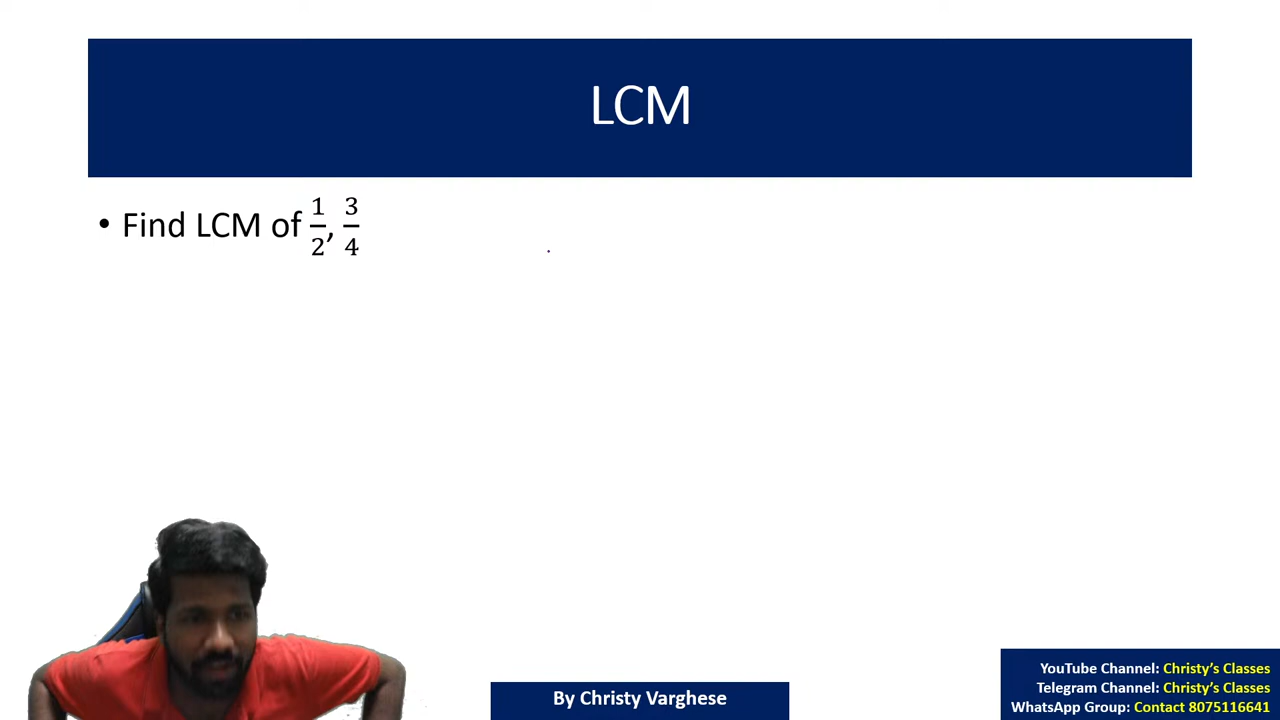 LCM
• Find LCM of 1/2, 3/4
By Christy Varghese
YouTube Channel: Christy's Classes
Telegram Channel: Christy's Classes
WhatsApp Group: Contact 8075116641